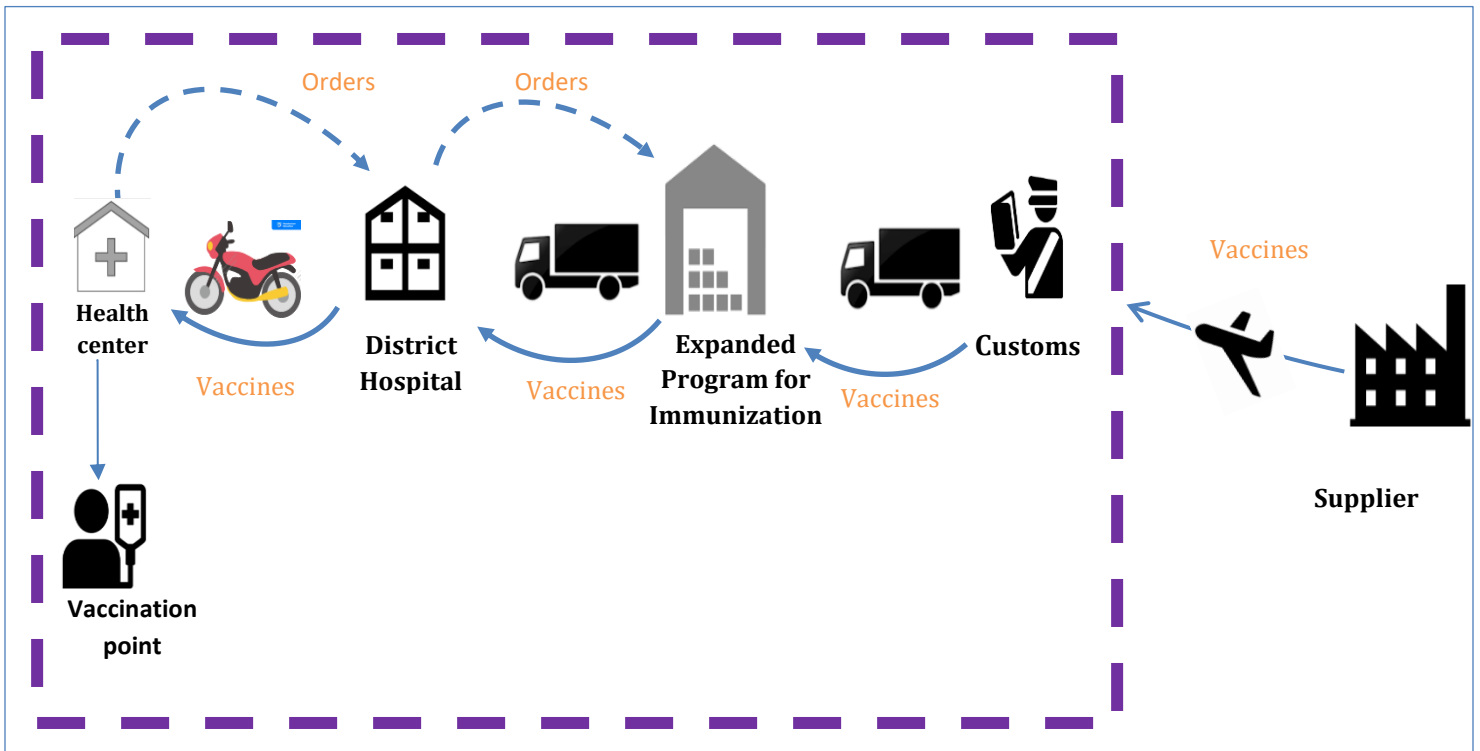 Orders
Orders
Vaccines
Health
center
District
Hospital
Expanded
Program for
Immunization
Customs
Vaccines
Vaccines
Vaccines
Supplier
Vaccination
point